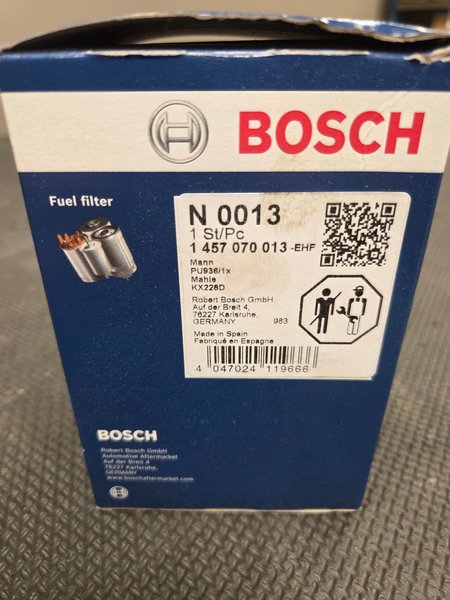 BOSCH
Fuel filter
N 0013
1 St/Pc
1 457 070 013 -EHF
Mann
PU936/1x
Mahle
KX228D
Robert Bosch GmbH,
Auf der Breit 4,
76227 Karlsruhe,
GERMANY 983
Made in Spain
Fabriqué en Espagne
4 047024 119666
BOSCH
Robert Bosch GmbH
Automotive Aftermarket
Auf der Breit 4
76227 Karlsruhe,
GERMANY
www.boschaftermarket.com